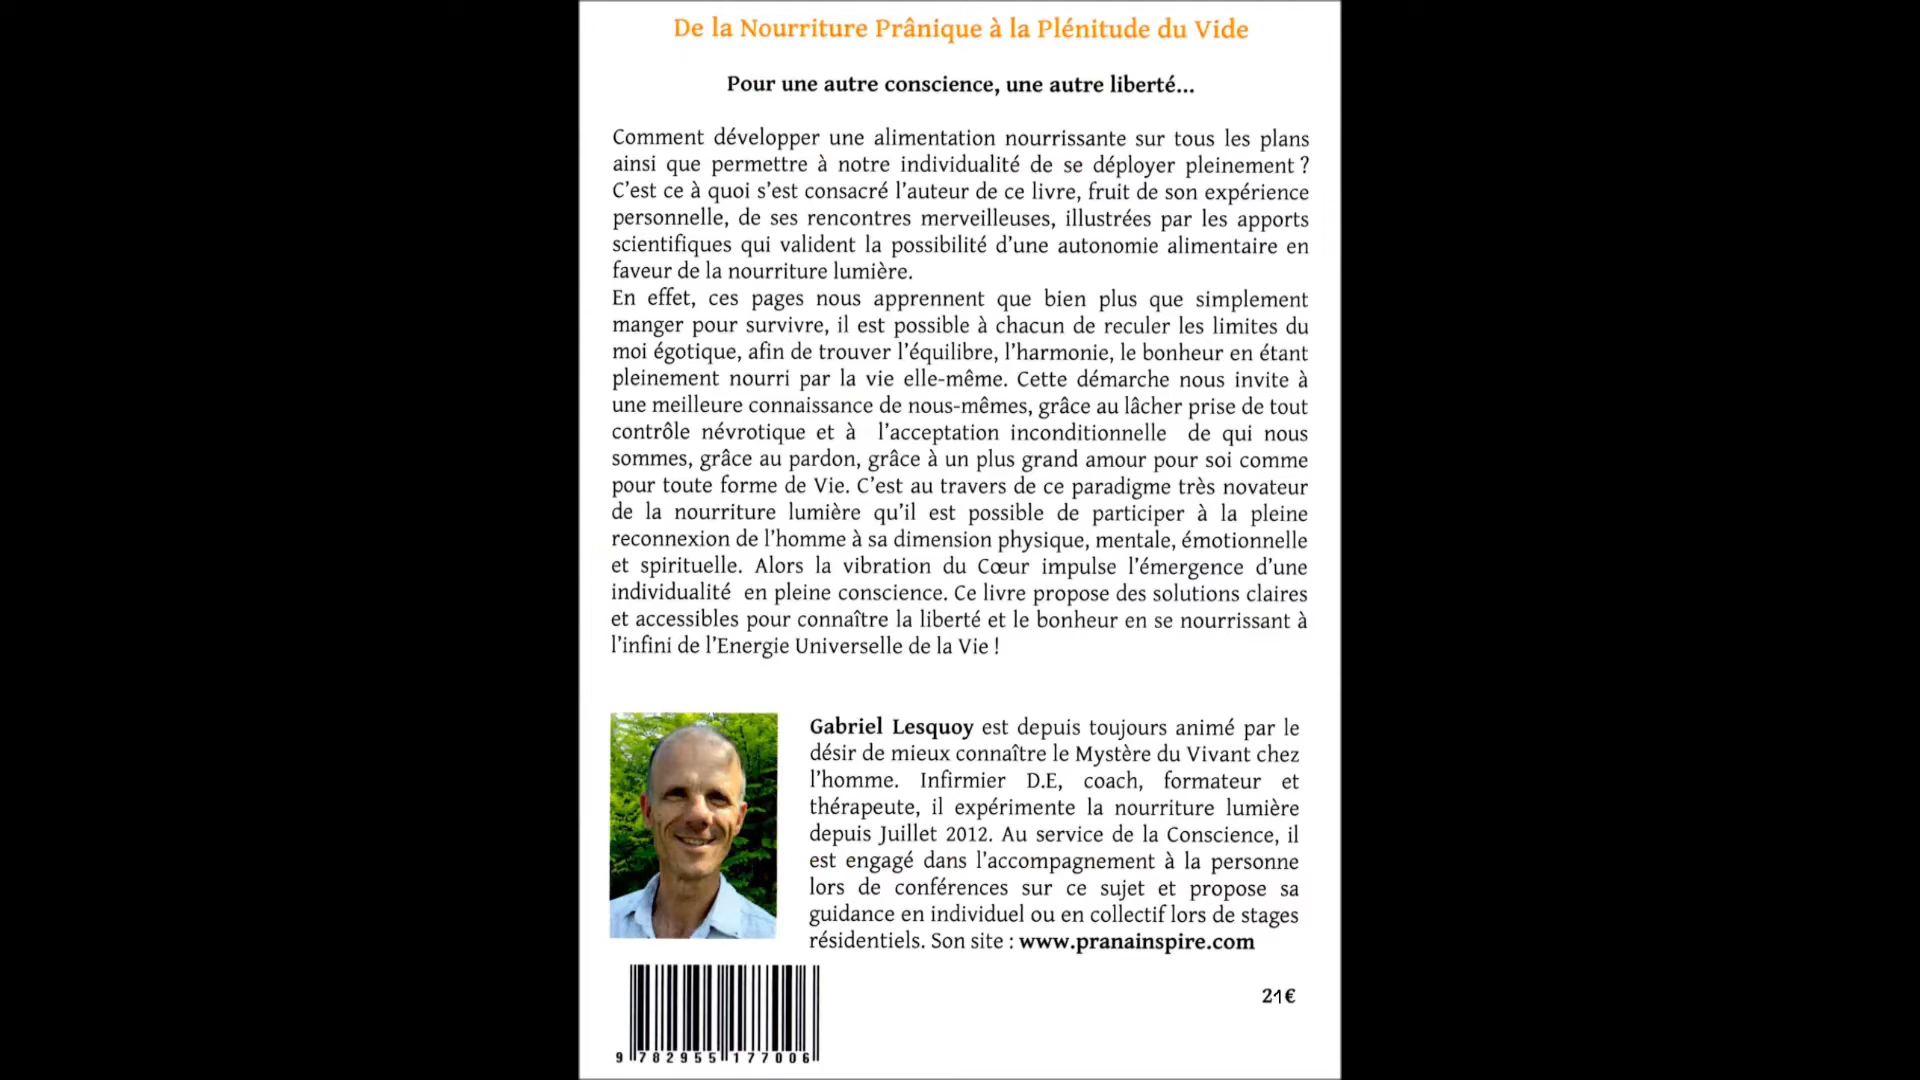 De la Nourriture Prânique à la Plénitude du Vide
Pour une autre conscience, une autre liberté...
Comment développer une alimentation nourrissante sur tous les plans
ainsi que permettre à notre individualité de se déployer pleinement ?
C'est ce à quoi s'est consacré l'auteur de ce livre, fruit de son expérience
personnelle, de ses rencontres merveilleuses, illustrées par les apports
scientifiques qui valident la possibilité d'une autonomie alimentaire en
faveur de la nourriture lumière.
En effet, ces pages nous apprennent que bien plus que simplement
manger pour survivre, il est possible à chacun de reculer les limites du
moi égotique, afin de trouver l'équilibre, l'harmonie, le bonheur en étant
pleinement nourri par la vie elle-même. Cette démarche nous invite à
une meilleure connaissance de nous-mêmes, grâce au lâcher prise de tout
contrôle névrotique et à l'acceptation inconditionnelle de qui nous
sommes, grâce au pardon, grâce à un plus grand amour pour soi comme
pour toute forme de Vie. C'est au travers de ce paradigme très novateur
de la nourriture lumière qu'il est possible de participer à la pleine
reconnexion de l'homme à sa dimension physique, mentale, émotionnelle
et spirituelle. Alors la vibration du Cœur impulse l'émergence d'une
individualité en pleine conscience. Ce livre propose des solutions claires
et accessibles pour connaître la liberté et le bonheur en se nourrissant à
l'infini de l'Energie Universelle de la Vie !
Gabriel Lesquoy est depuis toujours animé par le
désir de mieux connaître le Mystère du Vivant chez
l'homme. Infirmier D.E, coach, formateur et
thérapeute, il expérimente la nourriture lumière
depuis Juillet 2012. Au service de la Conscience, il
est engagé dans l'accompagnement à la personne
lors de conférences sur ce sujet et propose sa
guidance en individuel ou en collectif lors de stages
résidentiels. Son site : www.pranainspire.com
21€
9 782955 177006